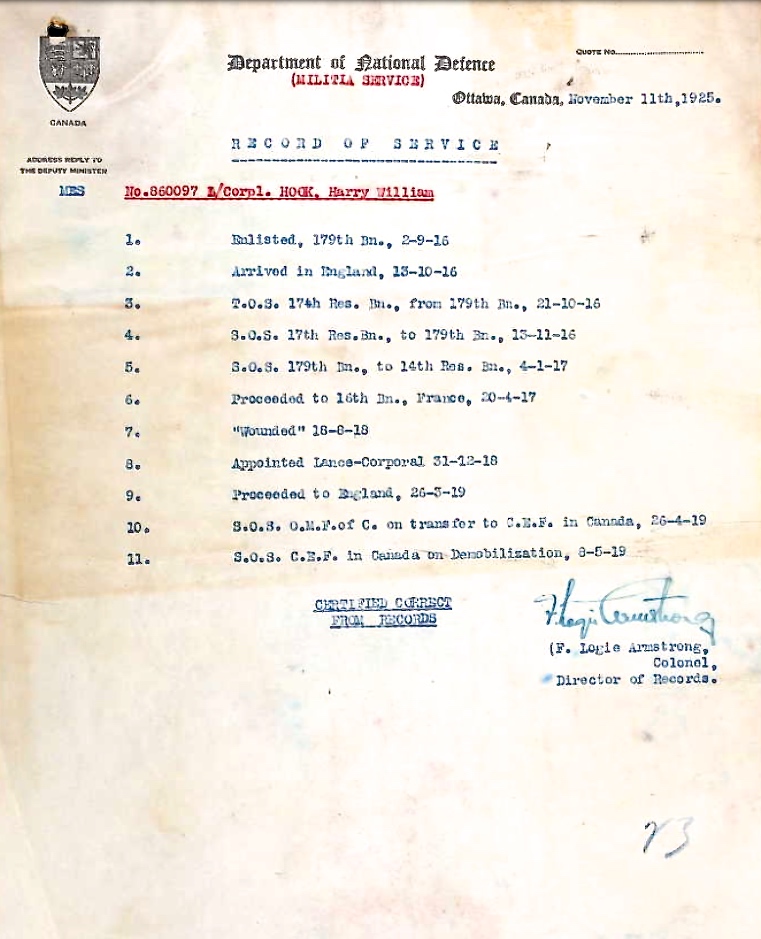 QUOTE NO.
Department of National Defence
(MILITIA SERVICE)
Ottawa, Canada, November 11th,1925.
CANADA
RECORD OF SERVICE
ADDRESS REPLY TO
THE DEPUTY MINISTER
MES
No.860097 L/Corpl. HOOK, Harry William
1. Enlisted, 179th Bn., 2-9-16
2. Arrived in England, 13-10-16
3. T.O.S. 17th Res. Bn., from 179th Bn., 21-10-16
4. S.O.S. 17th Res.Bn., to 179th Bn., 13-11-16
5. S.O.S. 179th Bn., to 14th Res. Bn., 4-1-17
6. Proceeded to 16th Bn., France, 20-4-17
7. "Wounded" 18-8-18
8. Appointed Lance-Corporal 31-12-18
9. Proceeded to England, 26-3-19
10. S.O.S. O.M.F.of C. on transfer to C.E.F. in Canada, 26-4-19
11. S.O.S. C.E.F. in Canada on Demobilization, 8-5-19
CERTIFIED CORRECT
FROM RECORDS
F Logie Armstrong
(F. Logie Armstrong,
Colonel,
Director of Records.
23